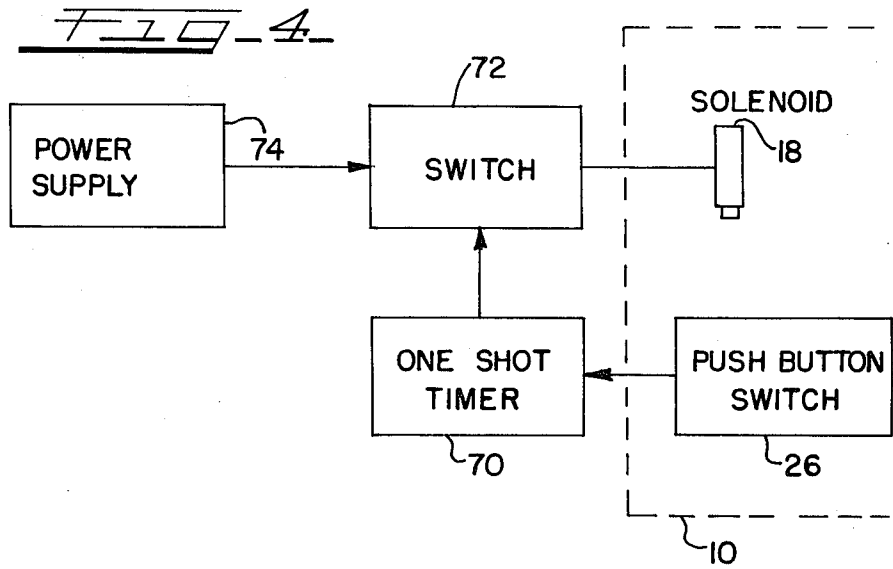 Fig. 4.
72
SOLENOID
18
POWER
SUPPLY
74
SWITCH
ONE SHOT
TIMER
70
PUSH BUTTON
SWITCH
26
10